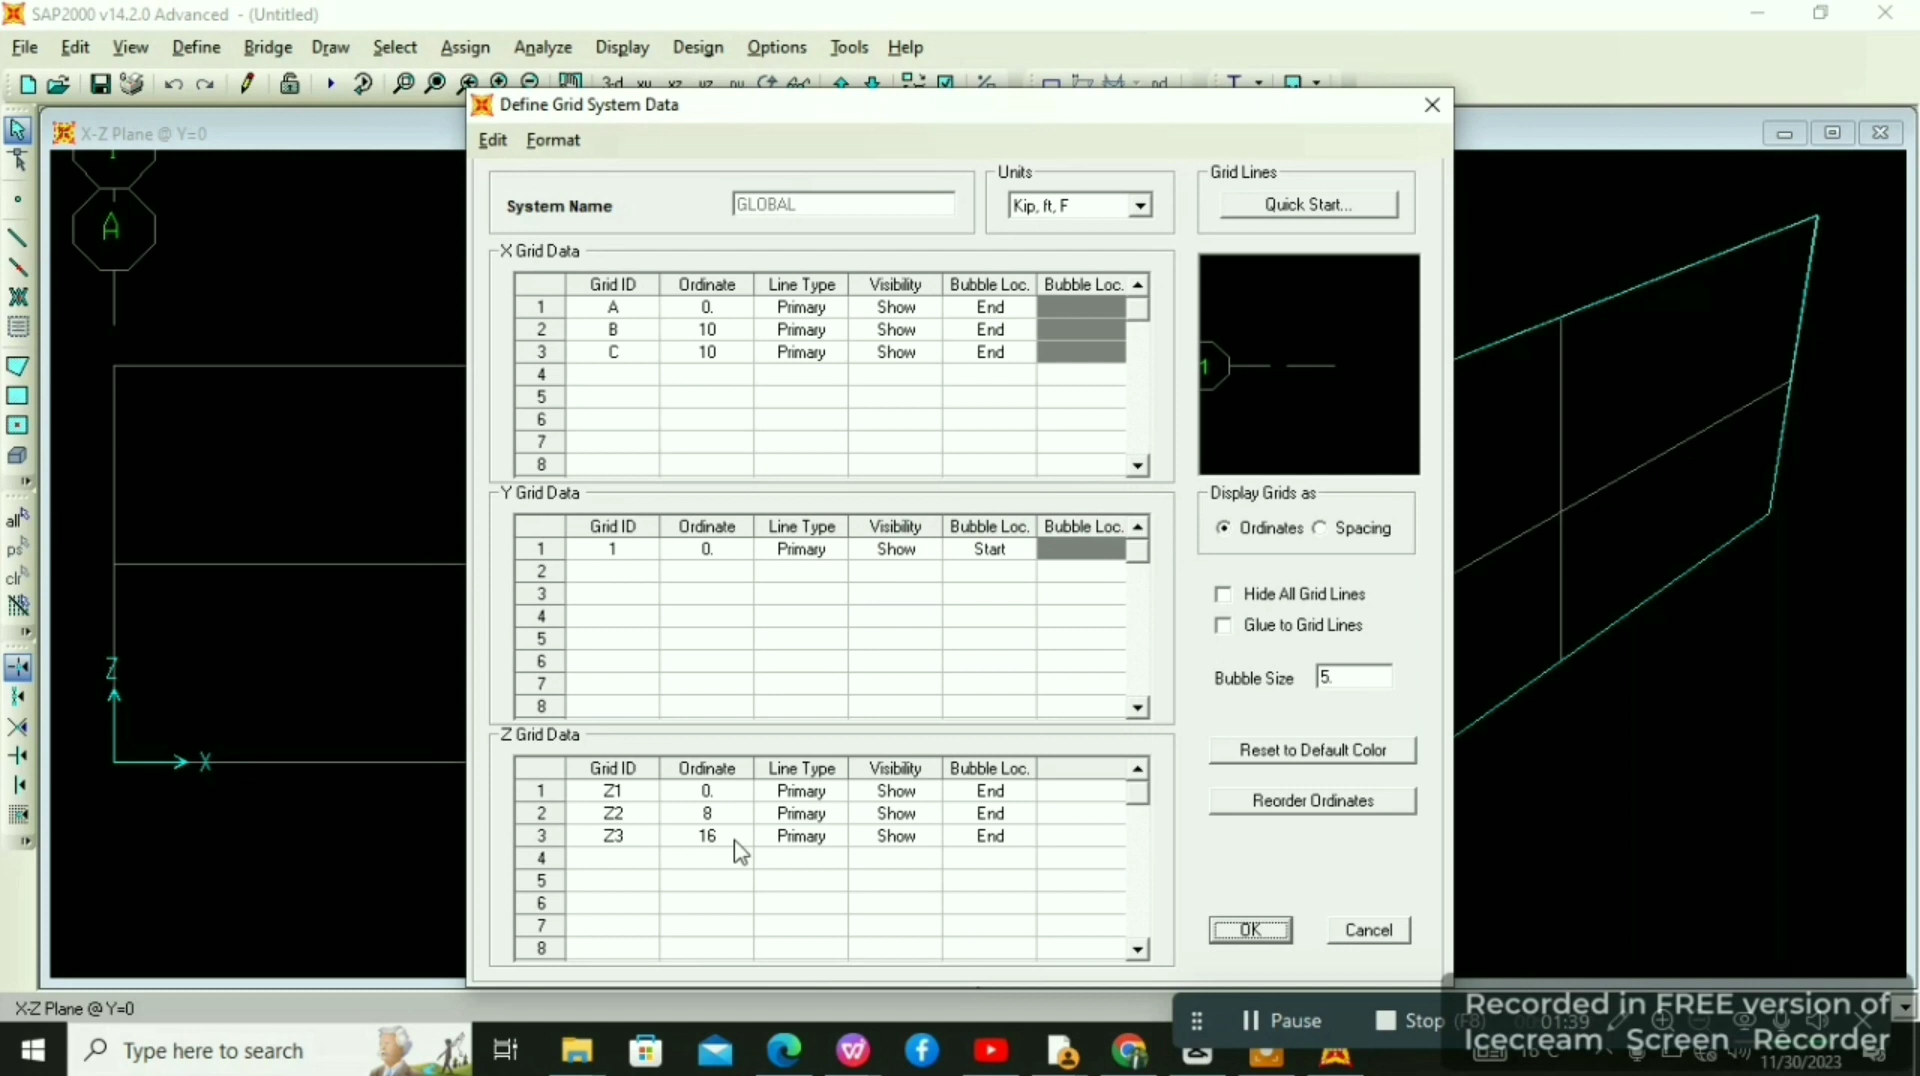 SAP2000 v14.2.0 Advanced - (Untitled)
File Edit View Define Bridge Draw Select Assign Analyze Display Design Options Tools Help
X-Z Plane @ Y=0
A
Z
X
all
ps
clr
Define Grid System Data
Edit Format
System Name GLOBAL
Units
Kip, ft, F
Grid Lines
Quick Start...
X Grid Data
Grid ID Ordinate Line Type Visibility Bubble Loc. Bubble Loc.
1 A 0. Primary Show End
2 B 10 Primary Show End
3 C 10 Primary Show End
4
5
6
7
8
1
Y Grid Data
Grid ID Ordinate Line Type Visibility Bubble Loc. Bubble Loc.
1 1 0. Primary Show Start
2
3
4
5
6
7
8
Display Grids as
Ordinates Spacing
Hide All Grid Lines
Glue to Grid Lines
Bubble Size 5.
Z Grid Data
Grid ID Ordinate Line Type Visibility Bubble Loc.
1 Z1 0. Primary Show End
2 Z2 8 Primary Show End
3 Z3 16 Primary Show End
4
5
6
7
8
Reset to Default Color
Reorder Ordinates
OK Cancel
X-Z Plane @ Y=0
Pause Stop (F8) 00:01:39
Recorded in FREE version of
Icecream Screen Recorder
Type here to search
11/30/2023